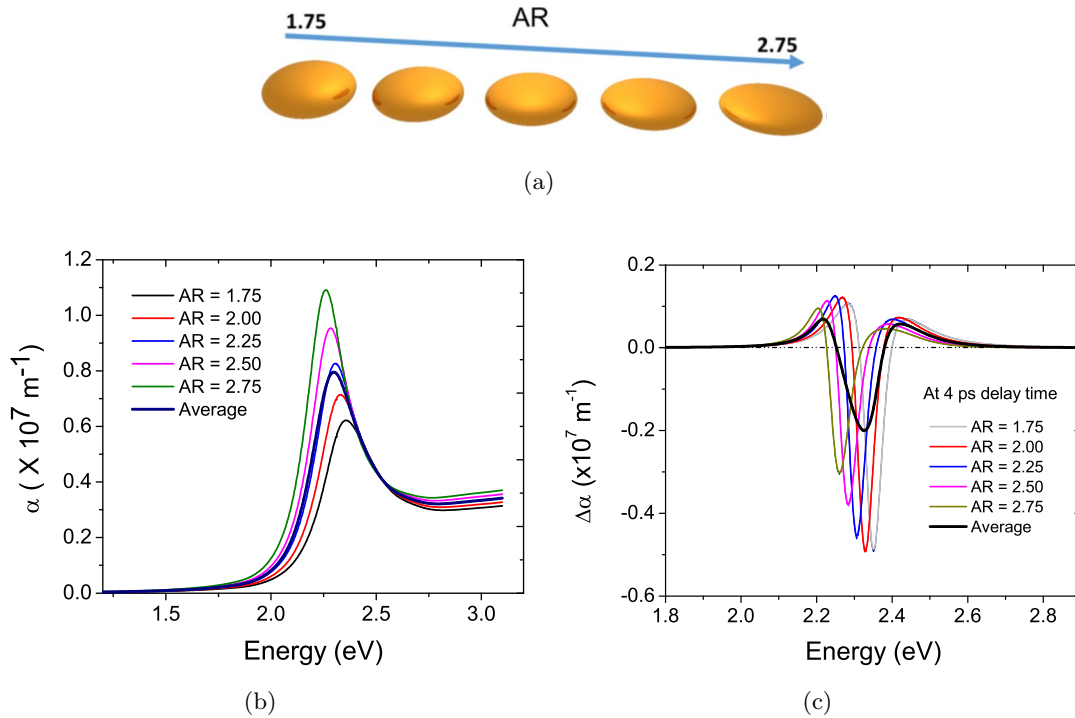 AR
1.75
2.75
(a)
1.2
1.0
0.8
0.6
0.4
0.2
0.0
α ( X 10⁷ m⁻¹)
AR = 1.75
AR = 2.00
AR = 2.25
AR = 2.50
AR = 2.75
Average
1.5
2.0
2.5
3.0
Energy (eV)
(b)
0.2
0.0
-0.2
-0.4
-0.6
Δα (x10⁷ m⁻¹)
At 4 ps delay time
AR = 1.75
AR = 2.00
AR = 2.25
AR = 2.50
AR = 2.75
Average
1.8
2.0
2.2
2.4
2.6
2.8
Energy (eV)
(c)